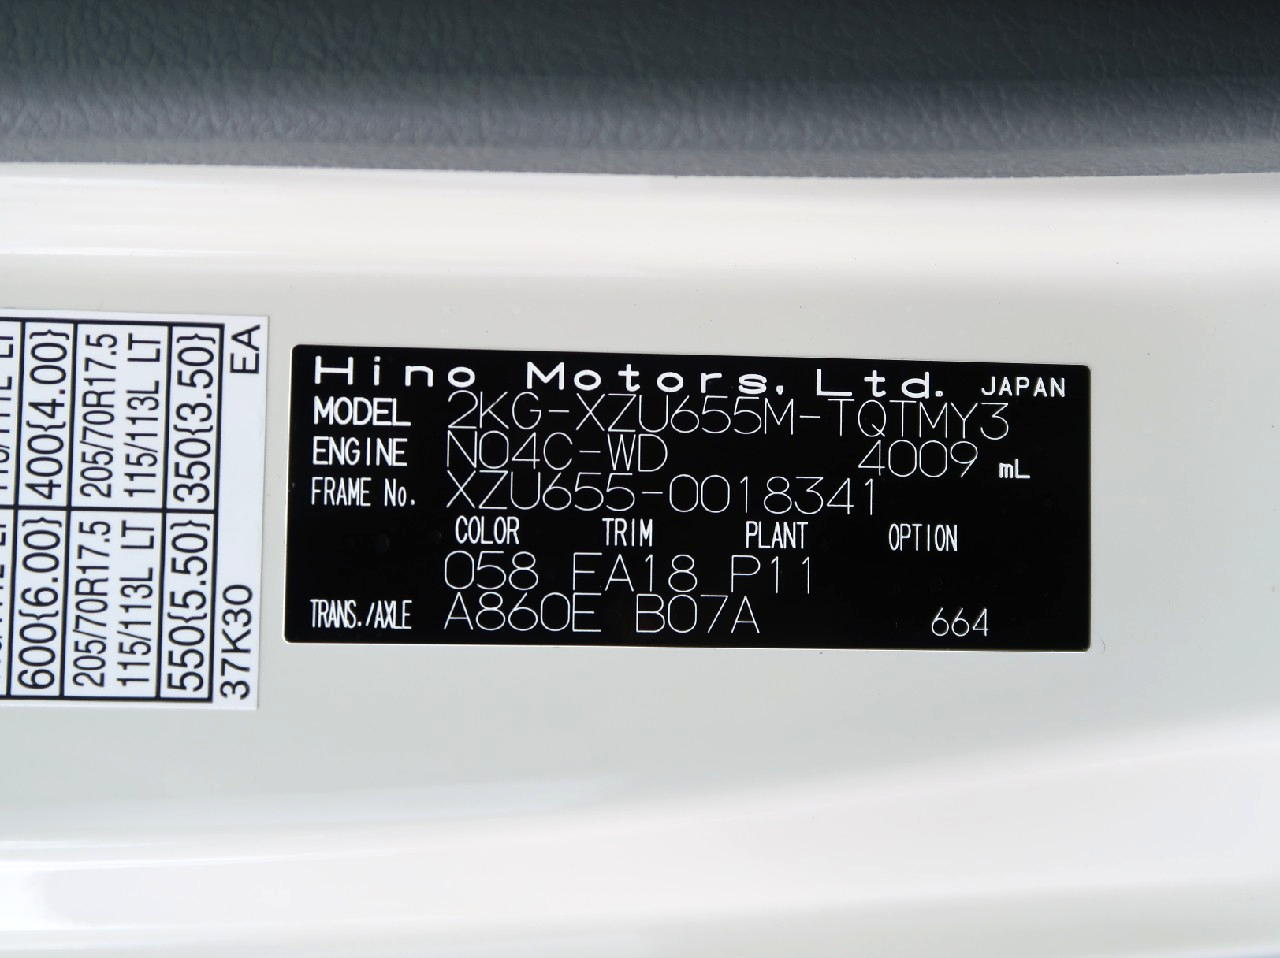 Hino Motors, Ltd. JAPAN
MODEL 2KG-XZU655M-TQTMY3
ENGINE N04C-WD 4009 mL
FRAME No. XZU655-0018341
COLOR TRIM PLANT OPTION
058 EA18 P11
TRANS./AXLE A860E B07A 664
600{6.00} 400{4.00}
205/70R17.5 205/70R17.5
115/113L LT 115/113L LT
550{5.50} 350{3.50}
37K30 EA